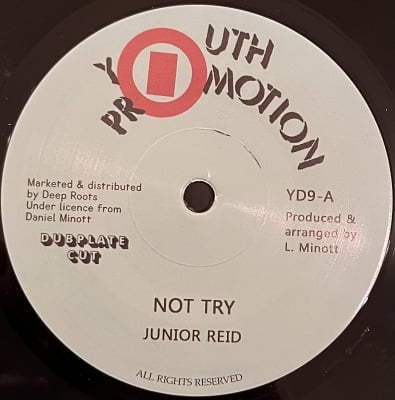 YOUTH
PROMOTION
Marketed & distributed
by Deep Roots
Under licence from
Daniel Minott
DUBPLATE
CUT
YD9-A
Produced &
arranged by
L. Minott
NOT TRY
JUNIOR REID
ALL RIGHTS RESERVED